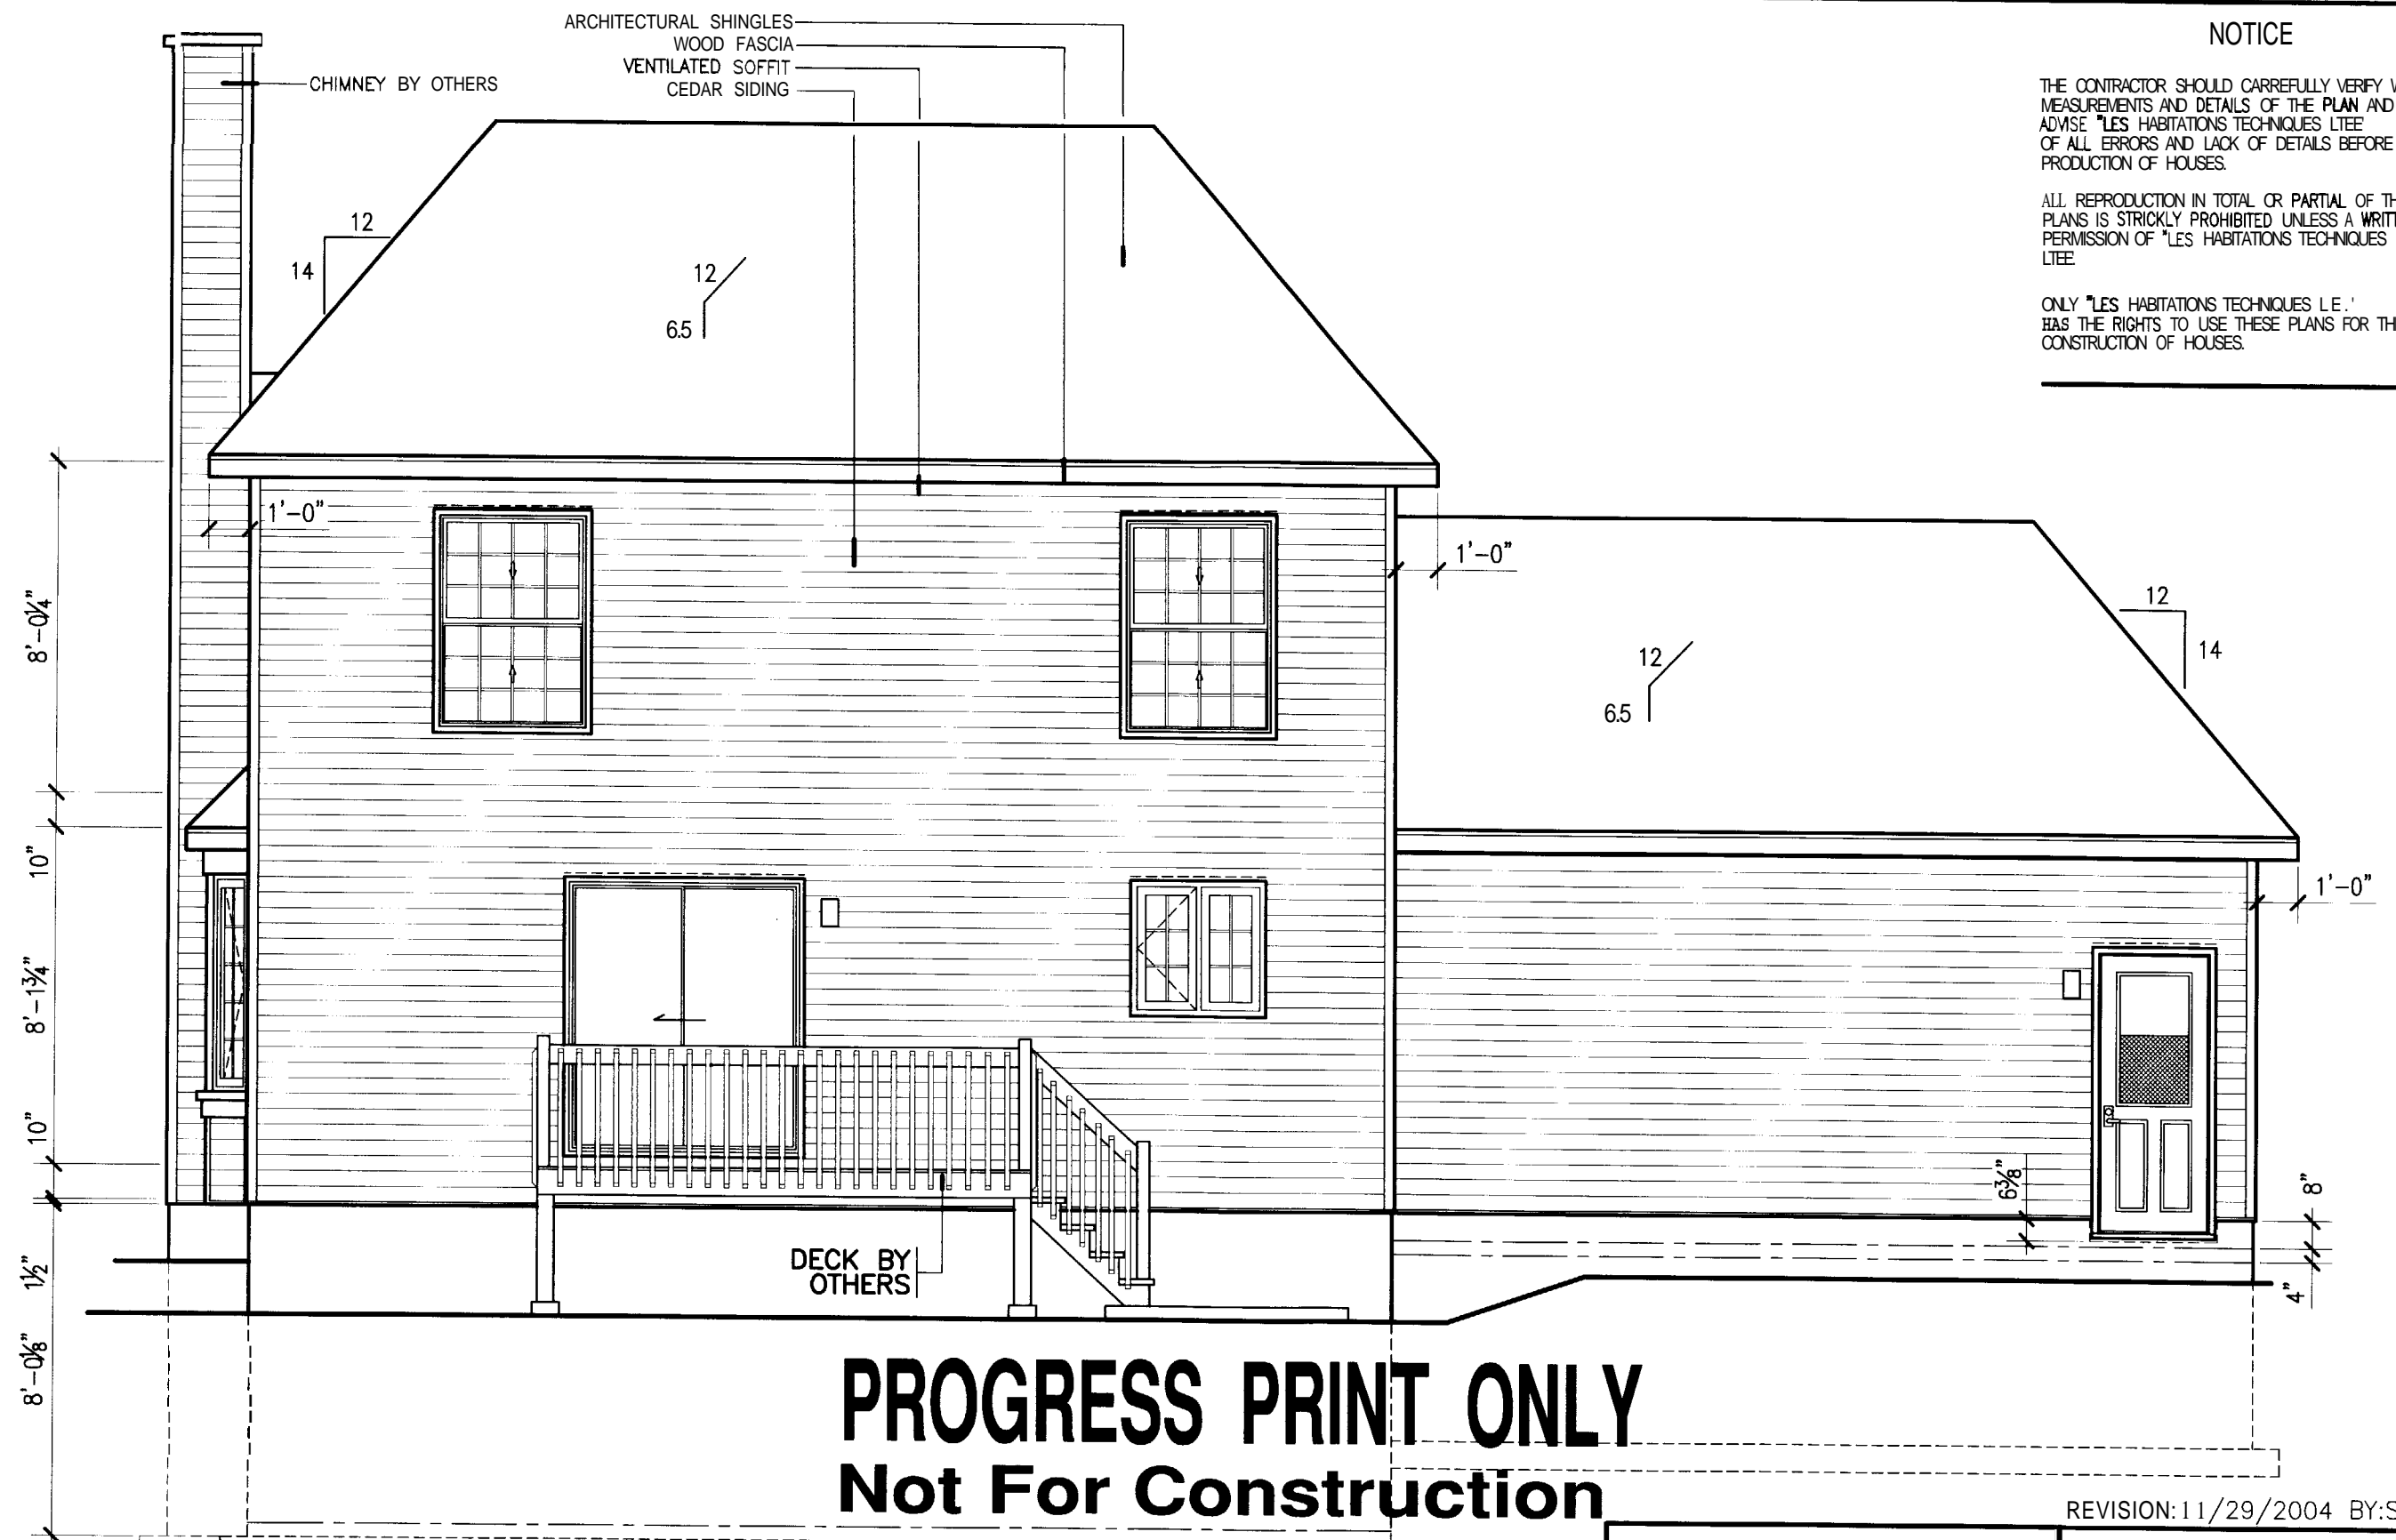 ARCHITECTURAL SHINGLES
WOOD FASCIA
VENTILATED SOFFIT
CEDAR SIDING
CHIMNEY BY OTHERS
NOTICE
THE CONTRACTOR SHOULD CARREFULLY VERIFY
MEASUREMENTS AND DETAILS OF THE PLAN AND
ADVISE "LES HABITATIONS TECHNIQUES LTEE
OF ALL ERRORS AND LACK OF DETAILS BEFORE
PRODUCTION OF HOUSES.
ALL REPRODUCTION IN TOTAL OR PARTIAL OF TH
PLANS IS STRICKLY PROHIBITED UNLESS A WRIT
PERMISSION OF "LES HABITATIONS TECHNIQUES
LTEE
ONLY "LES HABITATIONS TECHNIQUES L E .'
HAS THE RIGHTS TO USE THESE PLANS FOR TH
CONSTRUCTION OF HOUSES.
12
14
12
6.5
1'-0"
1'-0"
8'-0¼"
12
14
12
6.5
10"
1'-0"
8'-1¾"
10"
6⅜"
8"
4"
1½"
8'-0⅛"
DECK BY
OTHERS
PROGRESS PRINT ONLY
Not For Construction
REVISION: 11/29/2004 BY:S